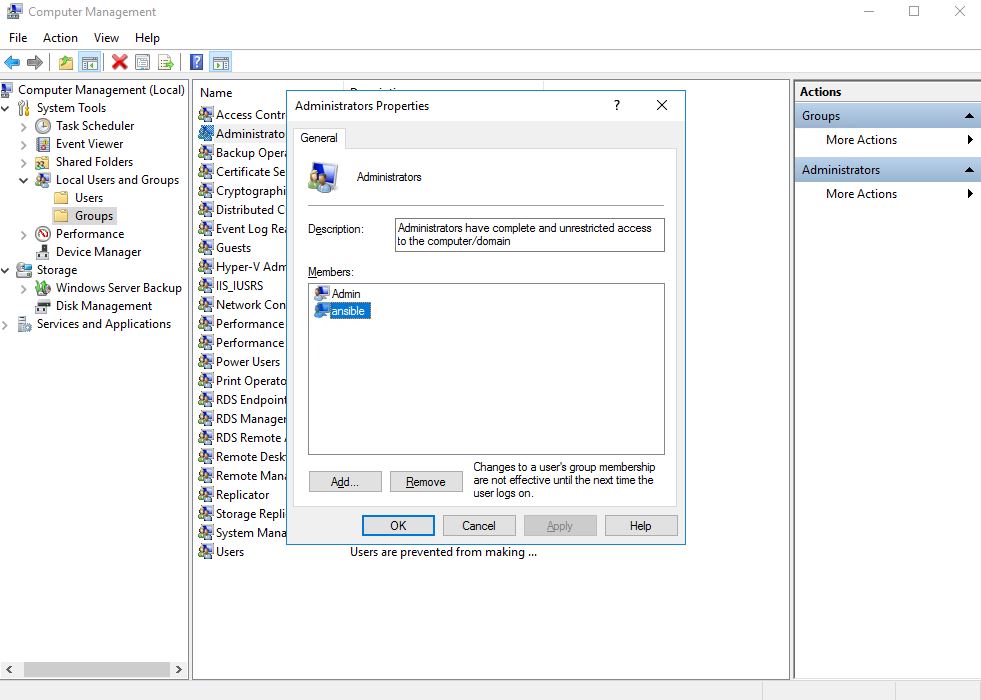 Computer Management
File Action View Help
Computer Management (Local)
System Tools
Task Scheduler
Event Viewer
Shared Folders
Local Users and Groups
Users
Groups
Performance
Device Manager
Storage
Windows Server Backup
Disk Management
Services and Applications
Name
Access Contr
Administrato
Backup Opera
Certificate Se
Cryptographi
Distributed C
Event Log Rea
Guests
Hyper-V Adm
IIS_IUSRS
Network Con
Performance
Performance
Power Users
Print Operato
RDS Endpoint
RDS Manager
RDS Remote A
Remote Deskt
Remote Mana
Replicator
Storage Repli
System Mana
Users Users are prevented from making ...
Administrators Properties
?
General
Administrators
Description:
Administrators have complete and unrestricted access
to the computer/domain
Members:
Admin
ansible
Add...
Remove
Changes to a user's group membership
are not effective until the next time the
user logs on.
OK Cancel Apply Help
Actions
Groups
More Actions
Administrators
More Actions